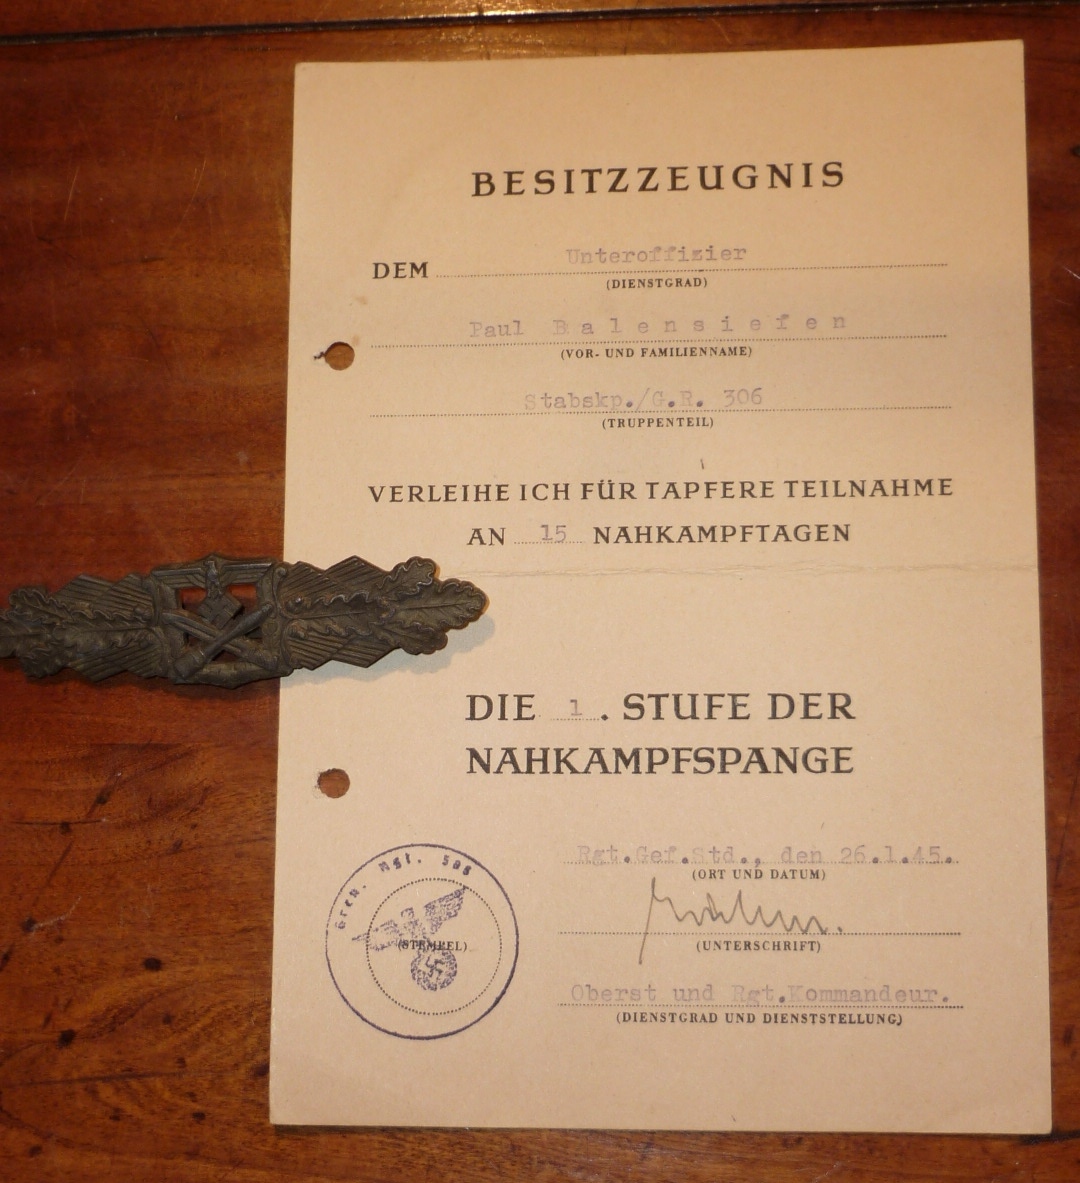 BESITZZEUGNIS
DEM Unteroffizier
(DIENSTGRAD)
Paul Balensiefen
(VOR- UND FAMILIENNAME)
Stabskp./G.R. 306
(TRUPPENTEIL)
VERLEIHE ICH FÜR TAPFERE TEILNAHME
AN 15 NAHKAMPFTAGEN
DIE 1. STUFE DER
NAHKAMPFSPANGE
Rgt.Gef.Std., den 26.1.45.
(ORT UND DATUM)
(UNTERSCHRIFT)
Oberst und Rgt.Kommandeur.
(DIENSTGRAD UND DIENSTSTELLUNG)
Gren. Rgt.
(STEMPEL)